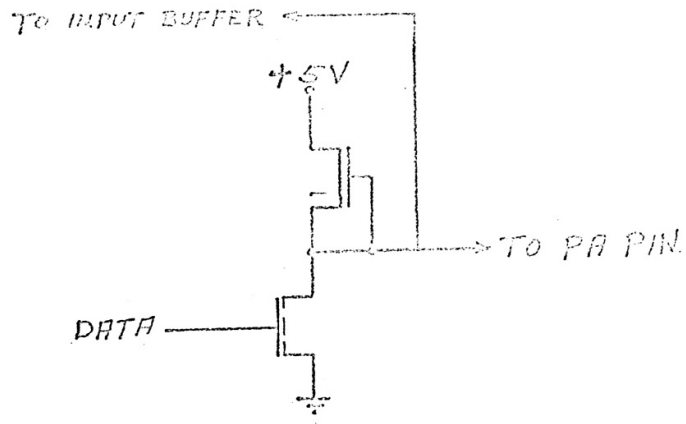 TO INPUT BUFFER
+5V
TO PA PIN.
DATA